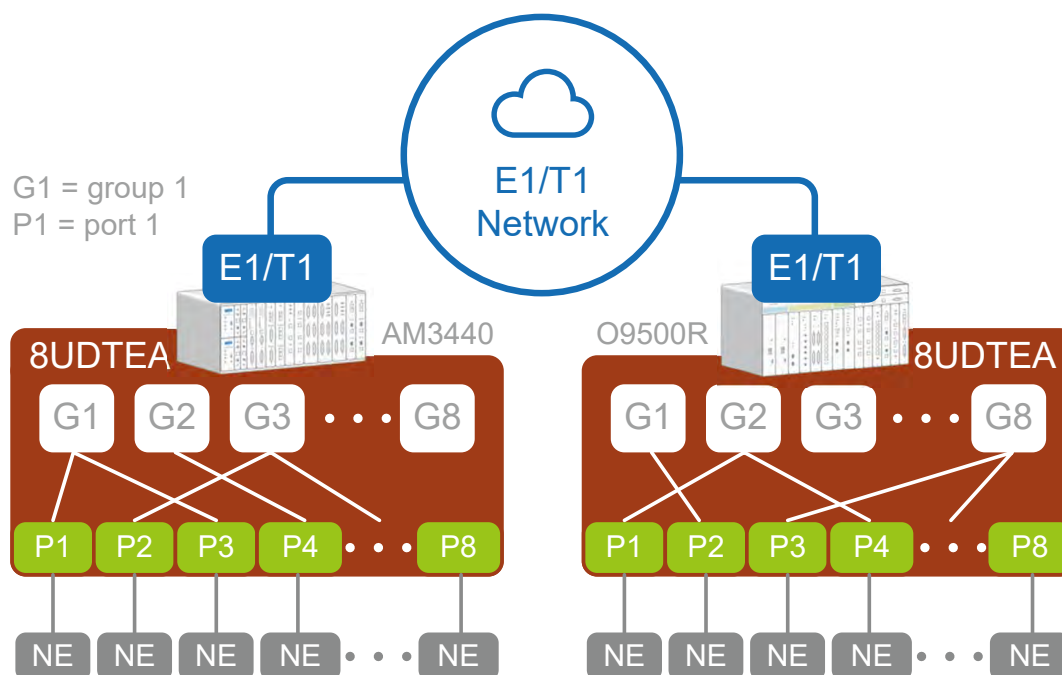 E1/T1
Network
G1 = group 1
P1 = port 1
E1/T1
E1/T1
AM3440
O9500R
8UDTEA
8UDTEA
G1 G2 G3 • • • G8
G1 G2 G3 • • • G8
P1 P2 P3 P4 • • • P8
P1 P2 P3 P4 • • • P8
NE NE NE NE • • • NE
NE NE NE NE • • • NE